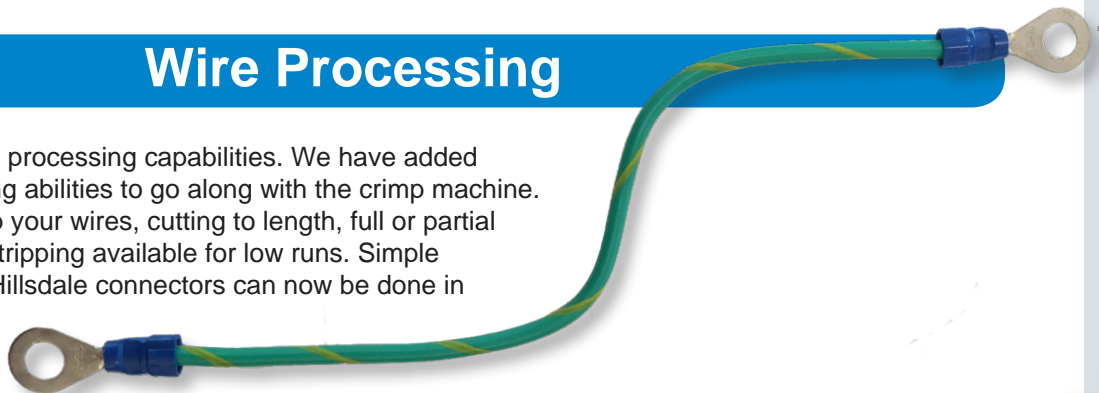 Wire Processing
processing capabilities. We have added
abilities to go along with the crimp machine.
your wires, cutting to length, full or partial
available for low runs. Simple
Hillsdale connectors can now be done in